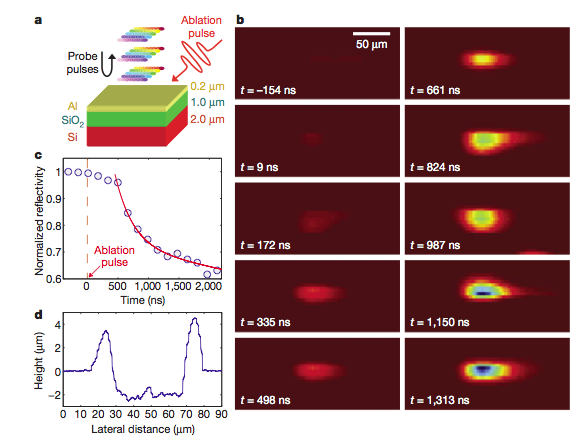 a
Ablation
pulse
Probe
pulses
Al
SiO2
Si
0.2 μm
1.0 μm
2.0 μm
b
50 μm
t = –154 ns
t = 9 ns
t = 172 ns
t = 335 ns
t = 498 ns
t = 661 ns
t = 824 ns
t = 987 ns
t = 1,150 ns
t = 1,313 ns
c
Normalized reflectivity
1
0.9
0.8
0.7
0.6
Ablation
pulse
0 500 1,000 1,500 2,000
Time (ns)
d
Height (μm)
4
2
0
–2
0 10 20 30 40 50 60 70 80 90
Lateral distance (μm)